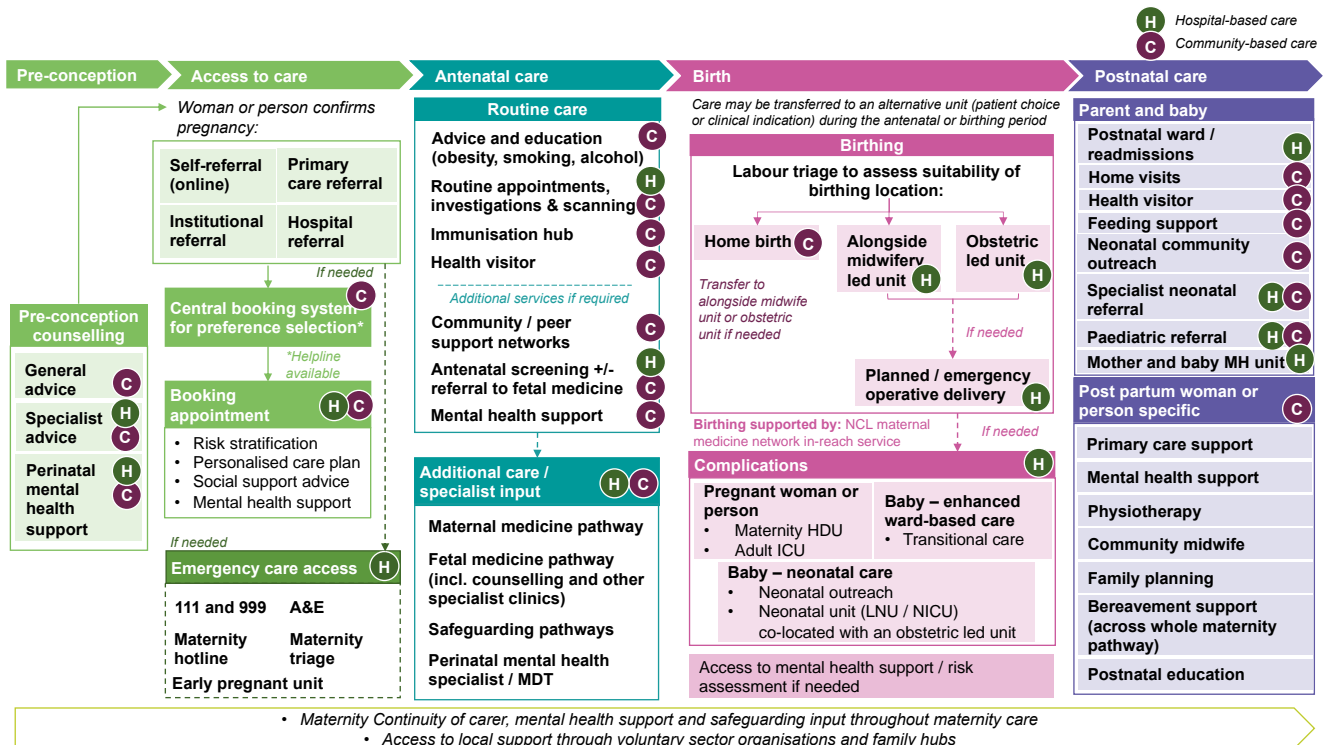 H Hospital-based care
C Community-based care
Pre-conception
Access to care
Antenatal care
Birth
Postnatal care
Pre-conception
counselling
General
advice
C
Specialist
advice
H
C
Perinatal
mental
health
support
H
C
Woman or person confirms
pregnancy:
Self-referral
(online)
Primary
care referral
Institutional
referral
Hospital
referral
If needed
Central booking system
for preference selection*
C
*Helpline
available
Booking
appointment
H C
• Risk stratification
• Personalised care plan
• Social support advice
• Mental health support
If needed
Emergency care access
H
111 and 999
A&E
Maternity
hotline
Maternity
triage
Early pregnant unit
Routine care
Advice and education
(obesity, smoking, alcohol)
C
Routine appointments,
investigations & scanning
H
C
Immunisation hub
C
Health visitor
C
Additional services if required
Community / peer
support networks
C
Antenatal screening +/-
referral to fetal medicine
H
C
Mental health support
C
Additional care /
specialist input
H C
Maternal medicine pathway
Fetal medicine pathway
(incl. counselling and other
specialist clinics)
Safeguarding pathways
Perinatal mental health
specialist / MDT
Care may be transferred to an alternative unit (patient choice
or clinical indication) during the antenatal or birthing period
Birthing
Labour triage to assess suitability of
birthing location:
Home birth
C
Alongside
midwifery
led unit
H
Obstetric
led unit
H
Transfer to
alongside midwife
unit or obstetric
unit if needed
If needed
Planned / emergency
operative delivery
H
Birthing supported by: NCL maternal
medicine network in-reach service
If needed
Complications
H
Pregnant woman or
person
• Maternity HDU
• Adult ICU
Baby – enhanced
ward-based care
• Transitional care
Baby – neonatal care
• Neonatal outreach
• Neonatal unit (LNU / NICU)
co-located with an obstetric led unit
Access to mental health support / risk
assessment if needed
Parent and baby
Postnatal ward /
readmissions
H
Home visits
C
Health visitor
C
Feeding support
C
Neonatal community
outreach
C
Specialist neonatal
referral
H C
Paediatric referral
H C
Mother and baby MH unit
H
Post partum woman or
person specific
C
Primary care support
Mental health support
Physiotherapy
Community midwife
Family planning
Bereavement support
(across whole maternity
pathway)
Postnatal education
• Maternity Continuity of carer, mental health support and safeguarding input throughout maternity care
• Access to local support through voluntary sector organisations and family hubs